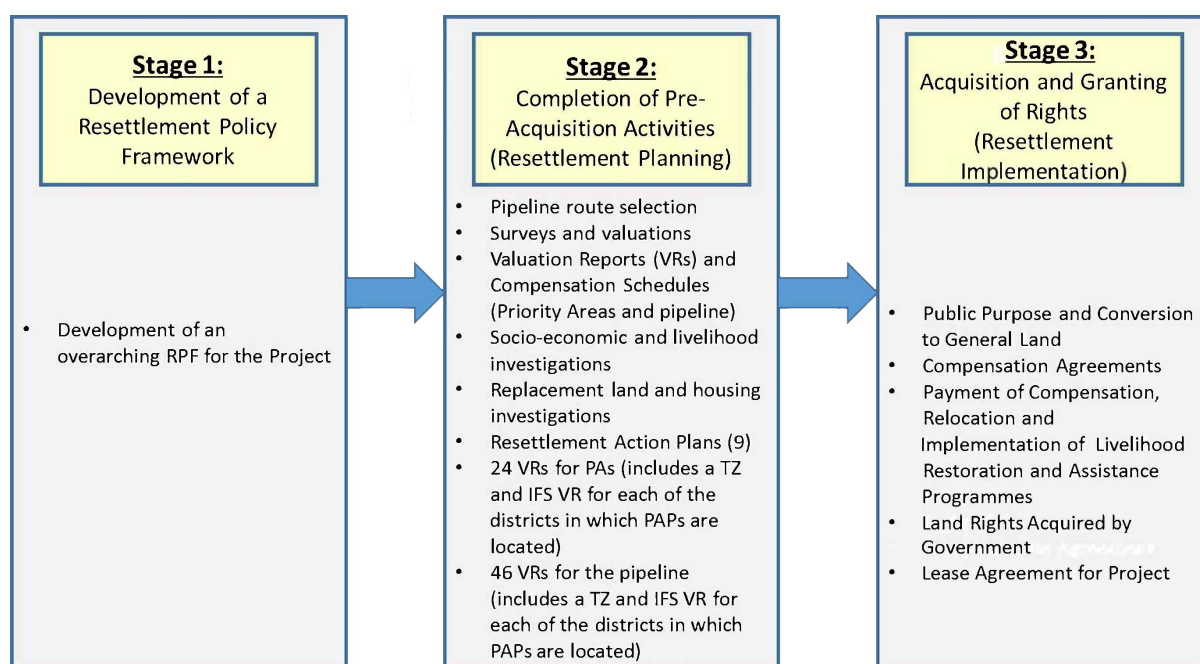 Stage 1:
Development of a
Resettlement Policy
Framework
• Development of an
overarching RPF for the Project
Stage 2:
Completion of Pre-
Acquisition Activities
(Resettlement Planning)
• Pipeline route selection
• Surveys and valuations
• Valuation Reports (VRs) and
Compensation Schedules
(Priority Areas and pipeline)
• Socio-economic and livelihood
investigations
• Replacement land and housing
investigations
• Resettlement Action Plans (9)
• 24 VRs for PAs (includes a TZ
and IFS VR for each of the
districts in which PAPs are
located)
• 46 VRs for the pipeline
(includes a TZ and IFS VR for
each of the districts in which
PAPs are located)
Stage 3:
Acquisition and Granting
of Rights
(Resettlement
Implementation)
• Public Purpose and Conversion
to General Land
• Compensation Agreements
• Payment of Compensation,
Relocation and
Implementation of Livelihood
Restoration and Assistance
Programmes
• Land Rights Acquired by
Government
• Lease Agreement for Project